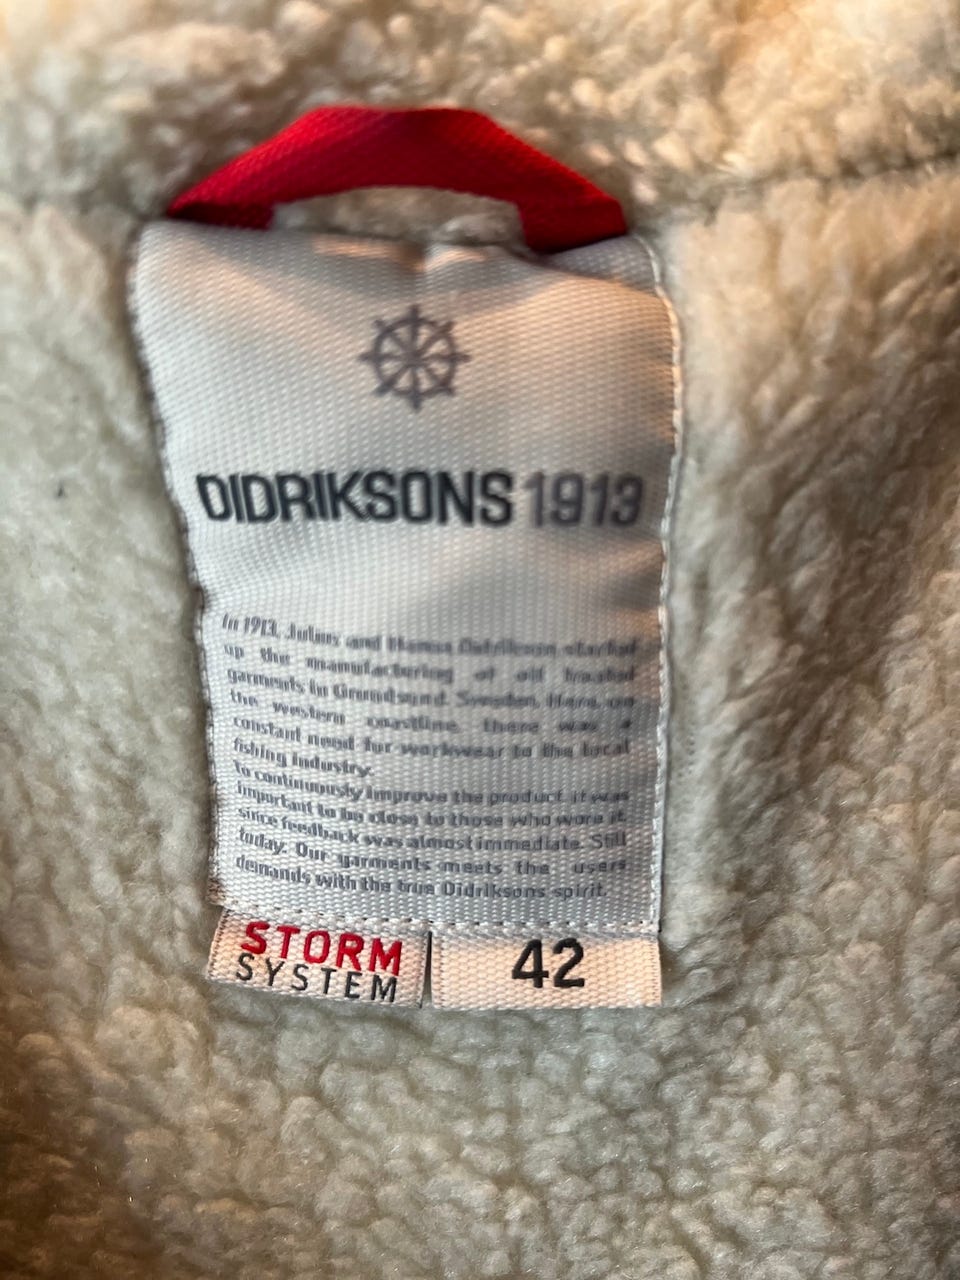 DIDRIKSONS 1913
In 1913, Julius and Hanna Didrikson started
up the manufacturing of oil treated
garments in Grundsund, Sweden. Here, on
the western coastline, there was a
constant need for workwear to the local
fishing industry.
To continuously improve the product it was
important to be close to those who wore it,
since feedback was almost immediate. Still
today. Our garments meets the users
demands with the true Didriksons spirit.
STORM
SYSTEM
42